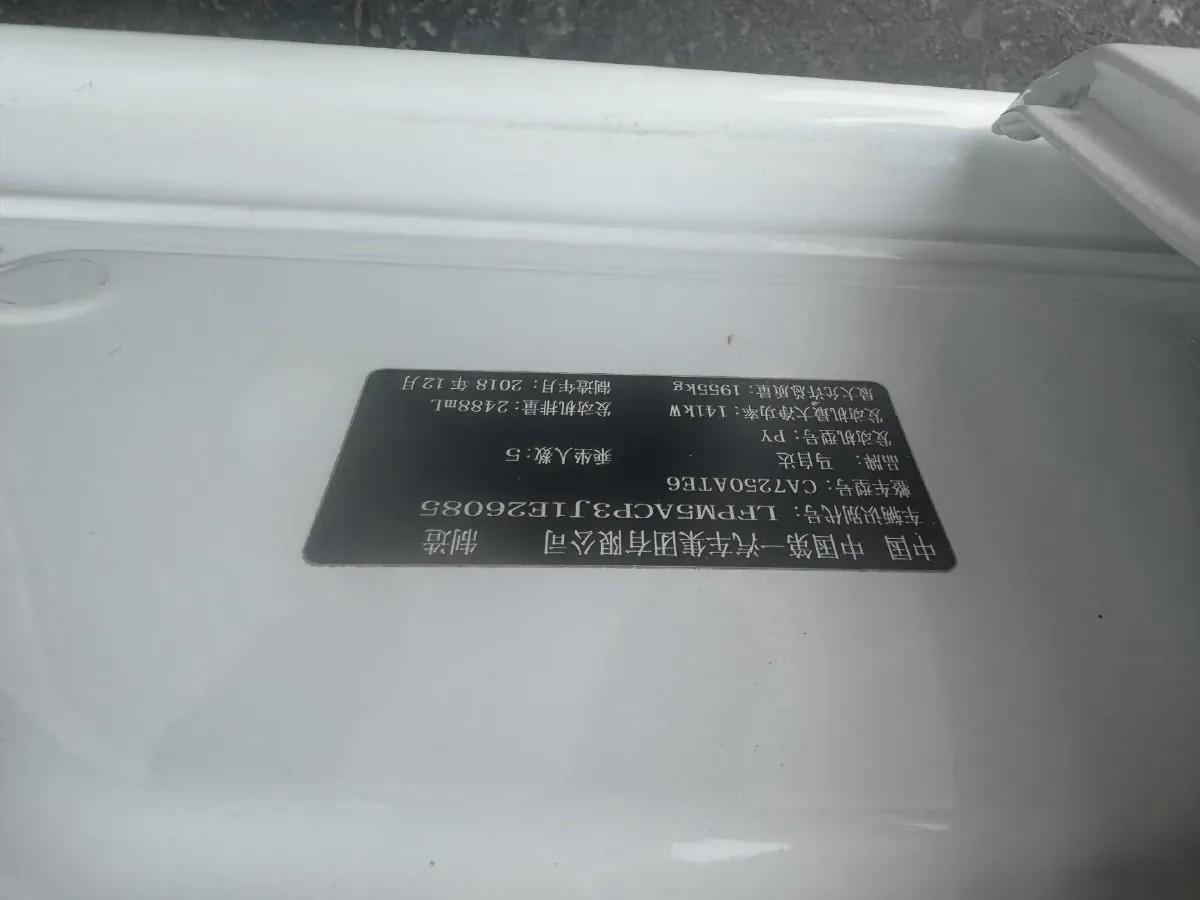 中国 中国第一汽车集团有限公司 制造
车辆识别代号: LFPM5ACP3J1E26085
整车型号: CA7250ATE6
品牌: 马自达 乘坐人数:5
发动机型号: PY
发动机最大净功率: 141kW 发动机排量:2488mL
最大允许总质量: 1955kg 制造年月: 2018 年 12 月